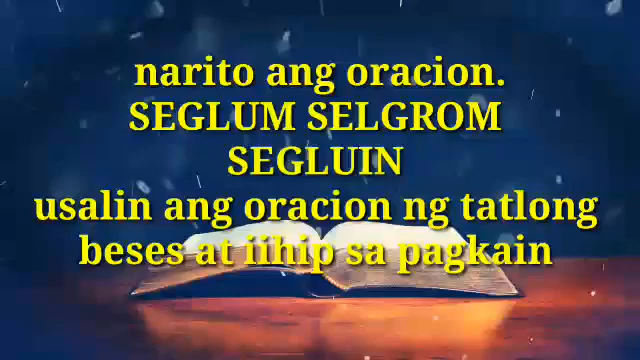 narito ang oracion.
SEGLUM SELGROM
SEGLUIN
usalin ang oracion ng tatlong
beses at iihip sa pagkain